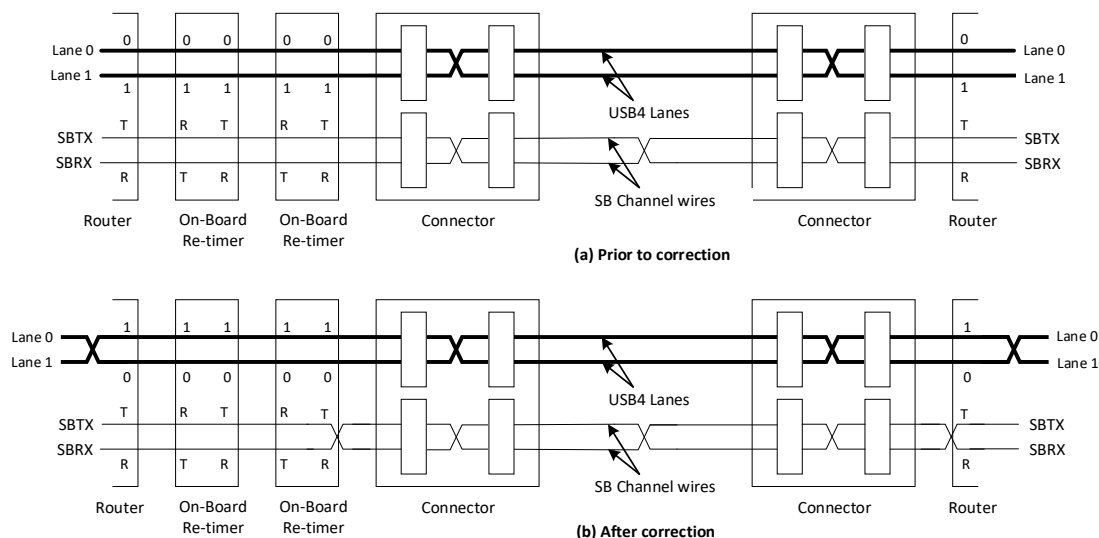 0 0 0 0 0 0
Lane 0 Lane 0
Lane 1 Lane 1
1 1 1 1 1 1
USB4 Lanes
T R T R T T
SBTX SBTX
SBRX SBRX
R T R T R R
SB Channel wires
Router On-Board Re-timer On-Board Re-timer Connector Connector Router
(a) Prior to correction
1 1 1 1 1 1
Lane 0 Lane 0
Lane 1 Lane 1
0 0 0 0 0 0
USB4 Lanes
T R T R T T
SBTX SBTX
SBRX SBRX
R T R T R R
SB Channel wires
Router On-Board Re-timer On-Board Re-timer Connector Connector Router
(b) After correction